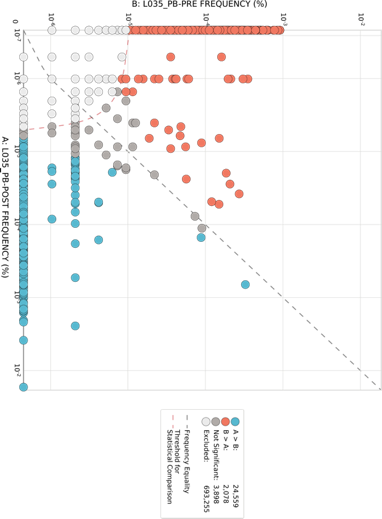 B: L035_PB-PRE FREQUENCY (%)
A: L035_PB-POST FREQUENCY (%)
0
A > B: 24,559
B > A: 2,078
Not Significant: 3,898
Excluded: 693,255
Frequency Equality
Threshold for
Statistical Comparison